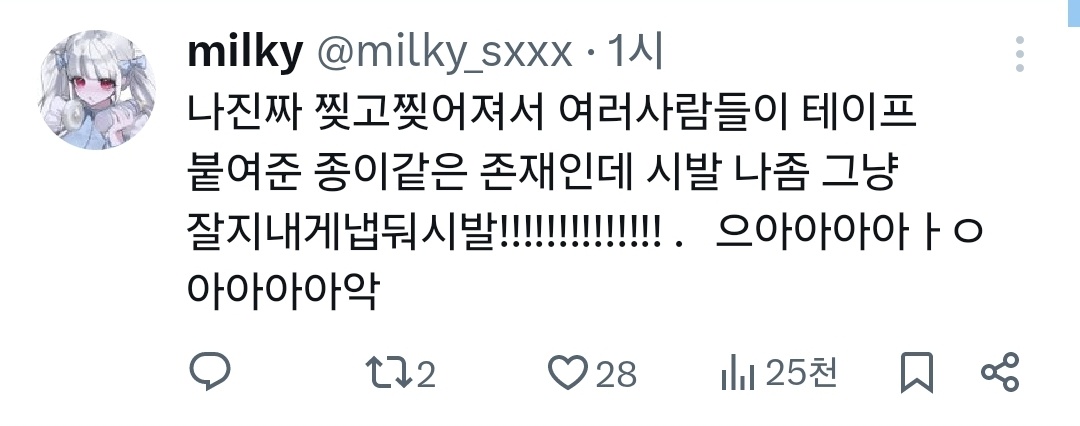 milky @milky_sxxx · 1시
나진짜 찢고찢어져서 여러사람들이 테이프
붙여준 종이같은 존재인데 시발 나좀 그냥
잘지내게냅둬시발!!!!!!!!!!!!!! .   으아아아아ㅏㅇ
아아아아악
2 28 25천